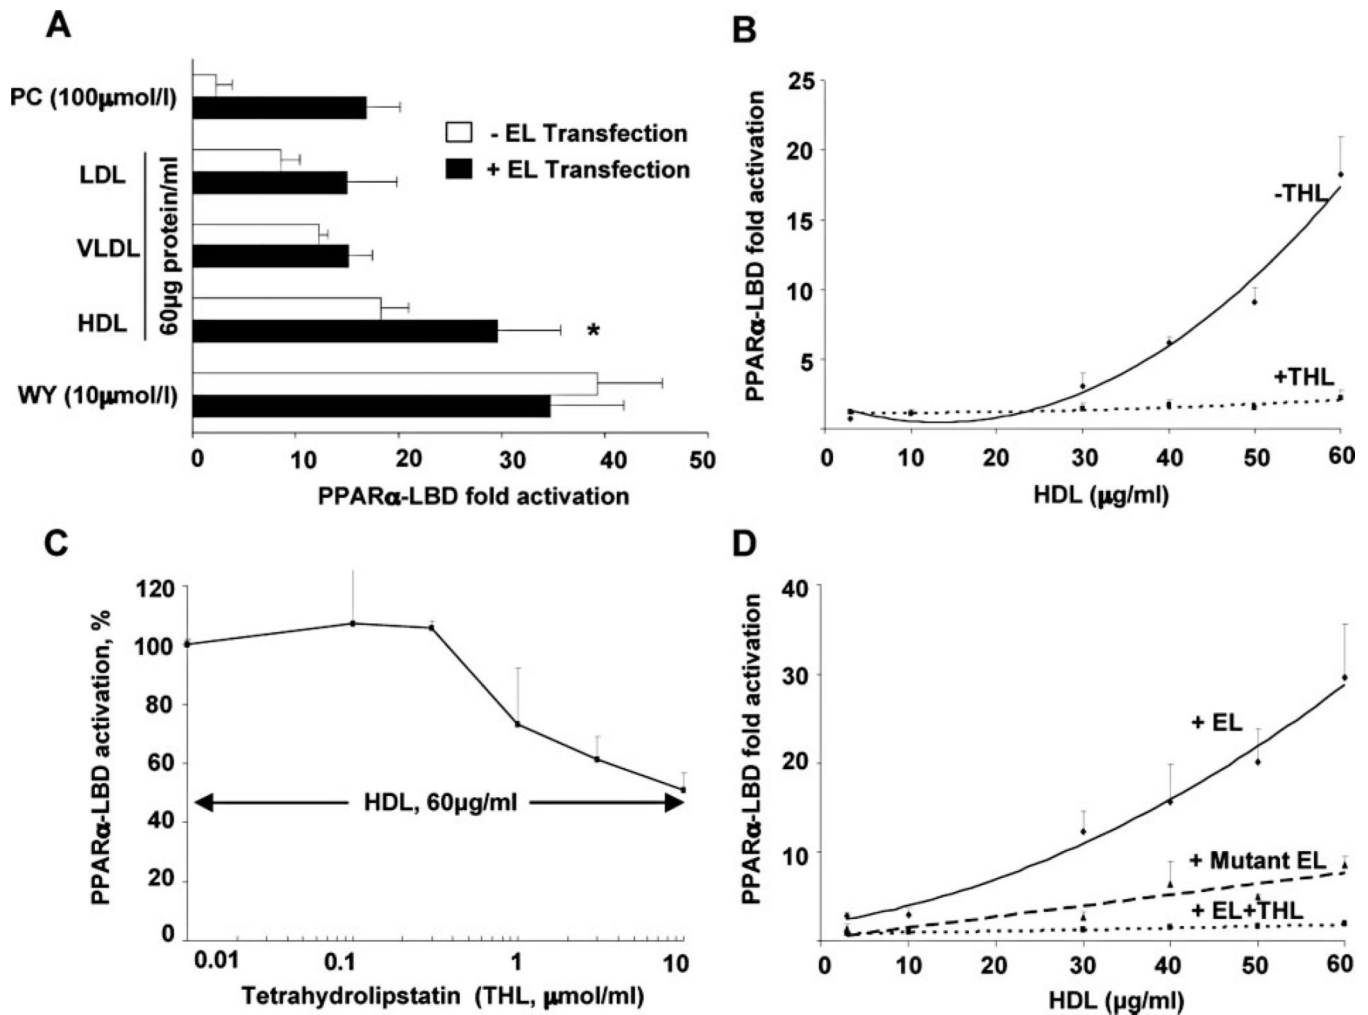 A
PC (100μmol/l)
LDL
VLDL
HDL
60μg protein/ml
WY (10μmol/l)
- EL Transfection
+ EL Transfection
*
0 10 20 30 40 50
PPARα-LBD fold activation
B
PPARα-LBD fold activation
25
20
15
10
5
-THL
+THL
0 10 20 30 40 50 60
HDL (μg/ml)
C
PPARα-LBD activation, %
120
100
80
60
40
20
0
HDL, 60μg/ml
0.01 0.1 1 10
Tetrahydrolipstatin (THL, μmol/ml)
D
PPARα-LBD fold activation
40
30
20
10
+ EL
+ Mutant EL
+ EL+THL
0 10 20 30 40 50 60
HDL (μg/ml)